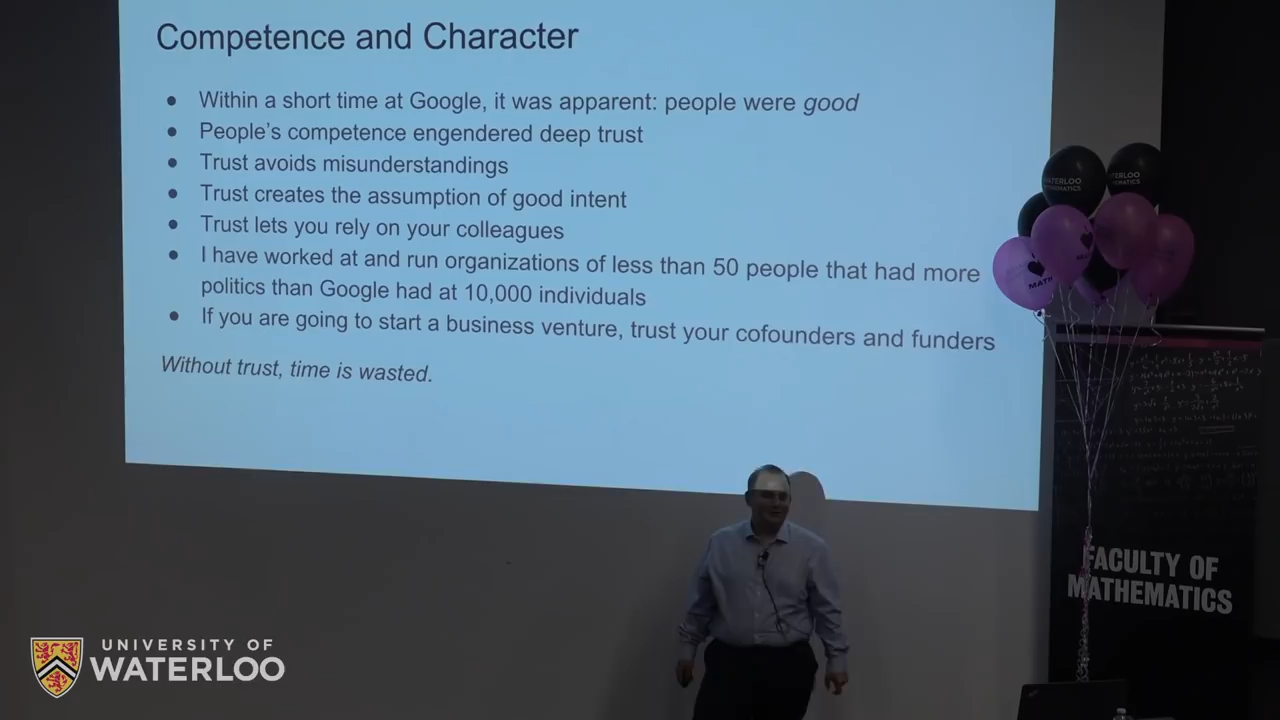 Competence and Character
● Within a short time at Google, it was apparent: people were good
● People's competence engendered deep trust
● Trust avoids misunderstandings
● Trust creates the assumption of good intent
● Trust lets you rely on your colleagues
● I have worked at and run organizations of less than 50 people that had more
politics than Google had at 10,000 individuals
● If you are going to start a business venture, trust your cofounders and funders
Without trust, time is wasted.
WATERLOO
MATHEMATICS
FACULTY OF
MATHEMATICS
UNIVERSITY OF
WATERLOO